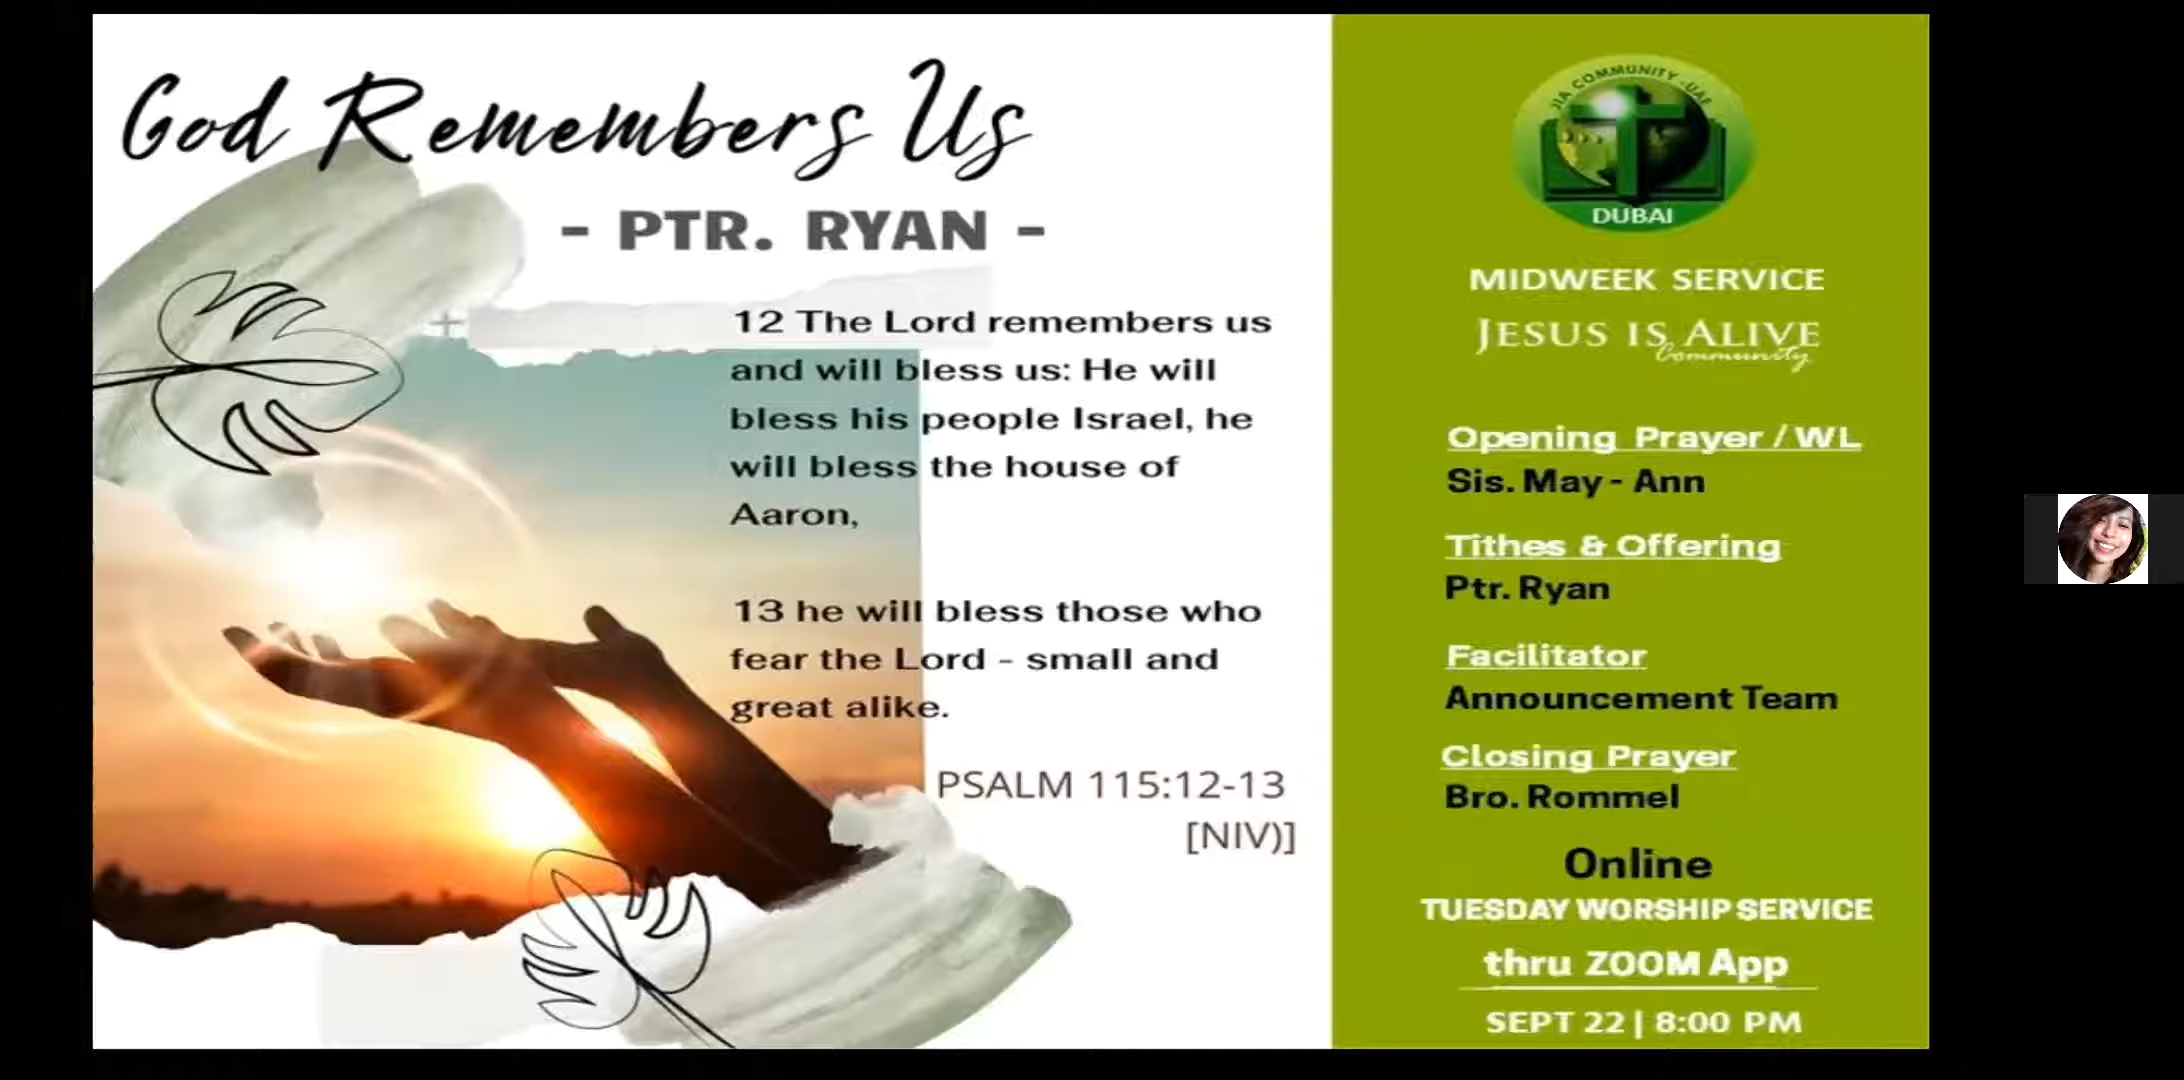 God Remembers Us
- PTR. RYAN -
12 The Lord remembers us
and will bless us: He will
bless his people Israel, he
will bless the house of
Aaron,
13 he will bless those who
fear the Lord - small and
great alike.
PSALM 115:12-13
[NIV)]
JIA COMMUNITY - UAE
DUBAI
MIDWEEK SERVICE
JESUS IS ALIVE
Community
Opening Prayer / WL
Sis. May - Ann
Tithes & Offering
Ptr. Ryan
Facilitator
Announcement Team
Closing Prayer
Bro. Rommel
Online
TUESDAY WORSHIP SERVICE
thru ZOOM App
SEPT 22 | 8:00 PM